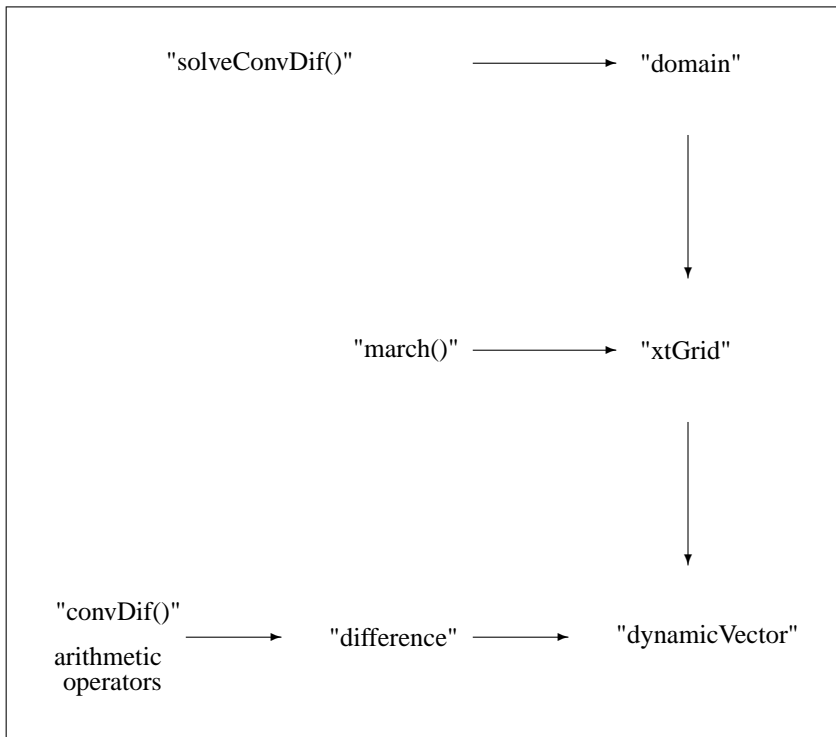 "solveConvDif()"
"domain"
"march()"
"xtGrid"
"convDif()"
arithmetic
operators
"difference"
"dynamicVector"